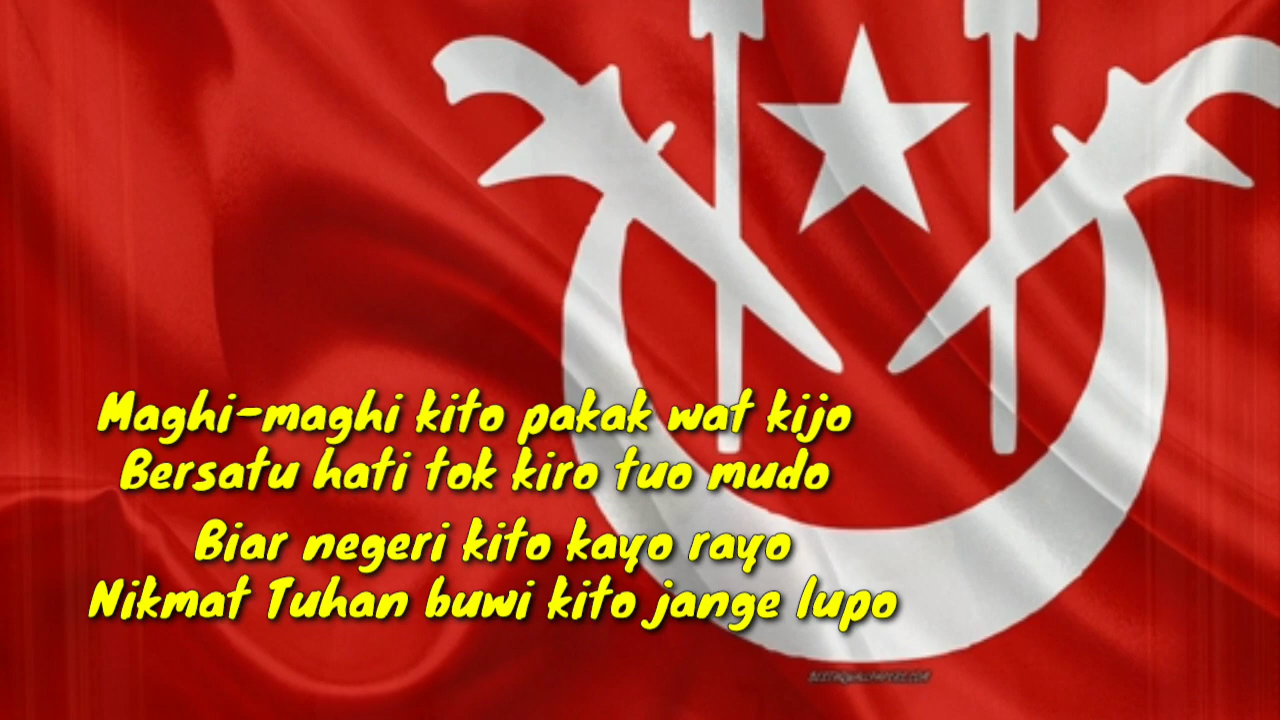 Maghi-maghi kito pakak wat kijo
Bersatu hati tok kiro tuo mudo
Biar negeri kito kayo rayo
Nikmat Tuhan buwi kito jange lupo